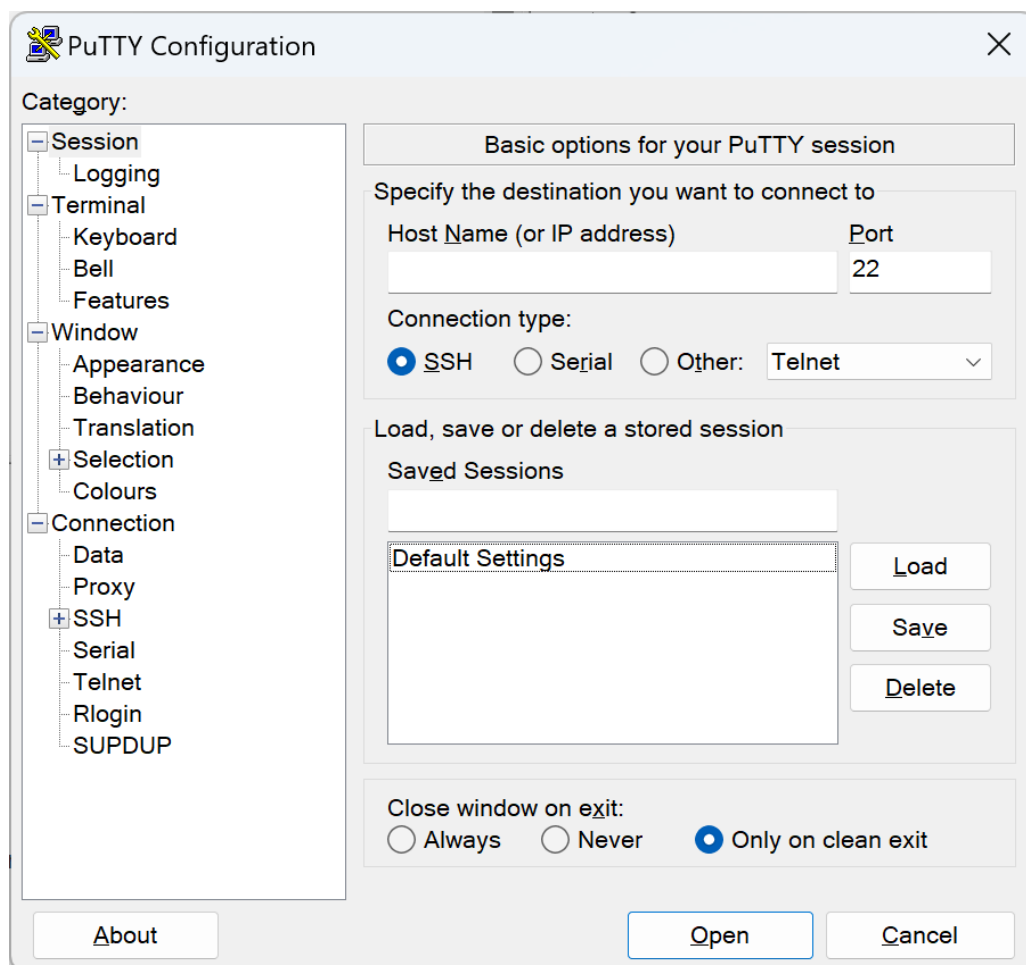 PuTTY Configuration
Category:
Session
Logging
Terminal
Keyboard
Bell
Features
Window
Appearance
Behaviour
Translation
Selection
Colours
Connection
Data
Proxy
SSH
Serial
Telnet
Rlogin
SUPDUP
Basic options for your PuTTY session
Specify the destination you want to connect to
Host Name (or IP address) Port
22
Connection type:
SSH Serial Other: Telnet
Load, save or delete a stored session
Saved Sessions
Default Settings
Load
Save
Delete
Close window on exit:
Always Never Only on clean exit
About Open Cancel